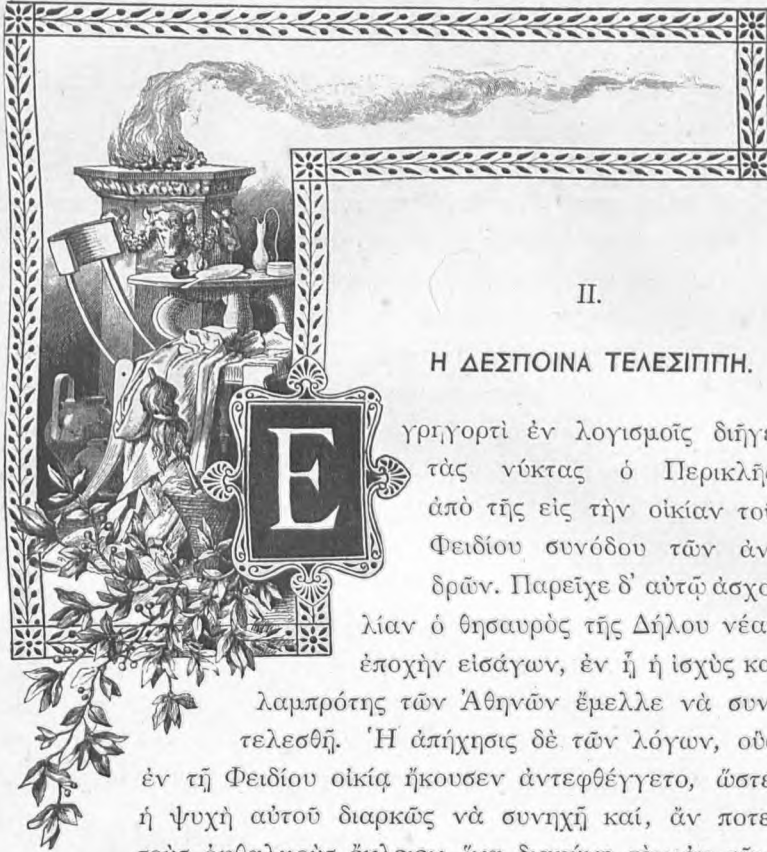 II.
Η ΔΕΣΠΟΙΝΑ ΤΕΛΕΣΙΠΠΗ.
Εγρηγορτὶ ἐν λογισμοῖς διῆγε
τὰς νύκτας ὁ Περικλῆς
ἀπὸ τῆς εἰς τὴν οἰκίαν τοῦ
Φειδίου συνόδου τῶν ἀν
δρῶν. Παρεῖχε δ' αὐτῷ ἀσχο
λίαν ὁ θησαυρὸς τῆς Δήλου νέα
ἐποχὴν εἰσάγων, ἐν ᾗ ἡ ἰσχὺς κα
λαμπρότης τῶν Ἀθηνῶν ἔμελλε νὰ συν
τελεσθῇ. Ἡ ἀπήχησις δὲ τῶν λόγων, οὓς
ἐν τῇ Φειδίου οἰκίᾳ ἤκουσεν ἀντεφθέγγετο, ὥστε
ἡ ψυχὴ αὐτοῦ διαρκῶς νὰ συνηχῇ καί, ἄν ποτε